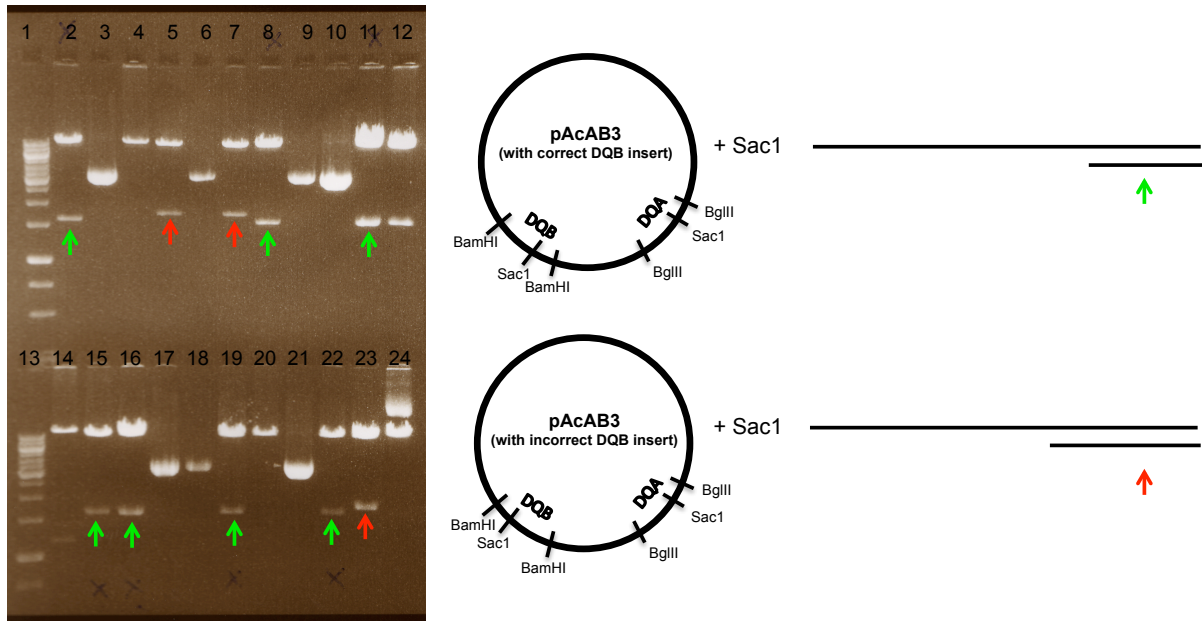 1 2 3 4 5 6 7 8 9 10 11 12
13 14 15 16 17 18 19 20 21 22 23 24
pAcAB3
(with correct DQB insert)
DQB
DQA
BglII
Sac1
BglII
BamHI
Sac1
BamHI
+ Sac1
pAcAB3
(with incorrect DQB insert)
DQB
DQA
BglII
Sac1
BglII
BamHI
Sac1
BamHI
+ Sac1